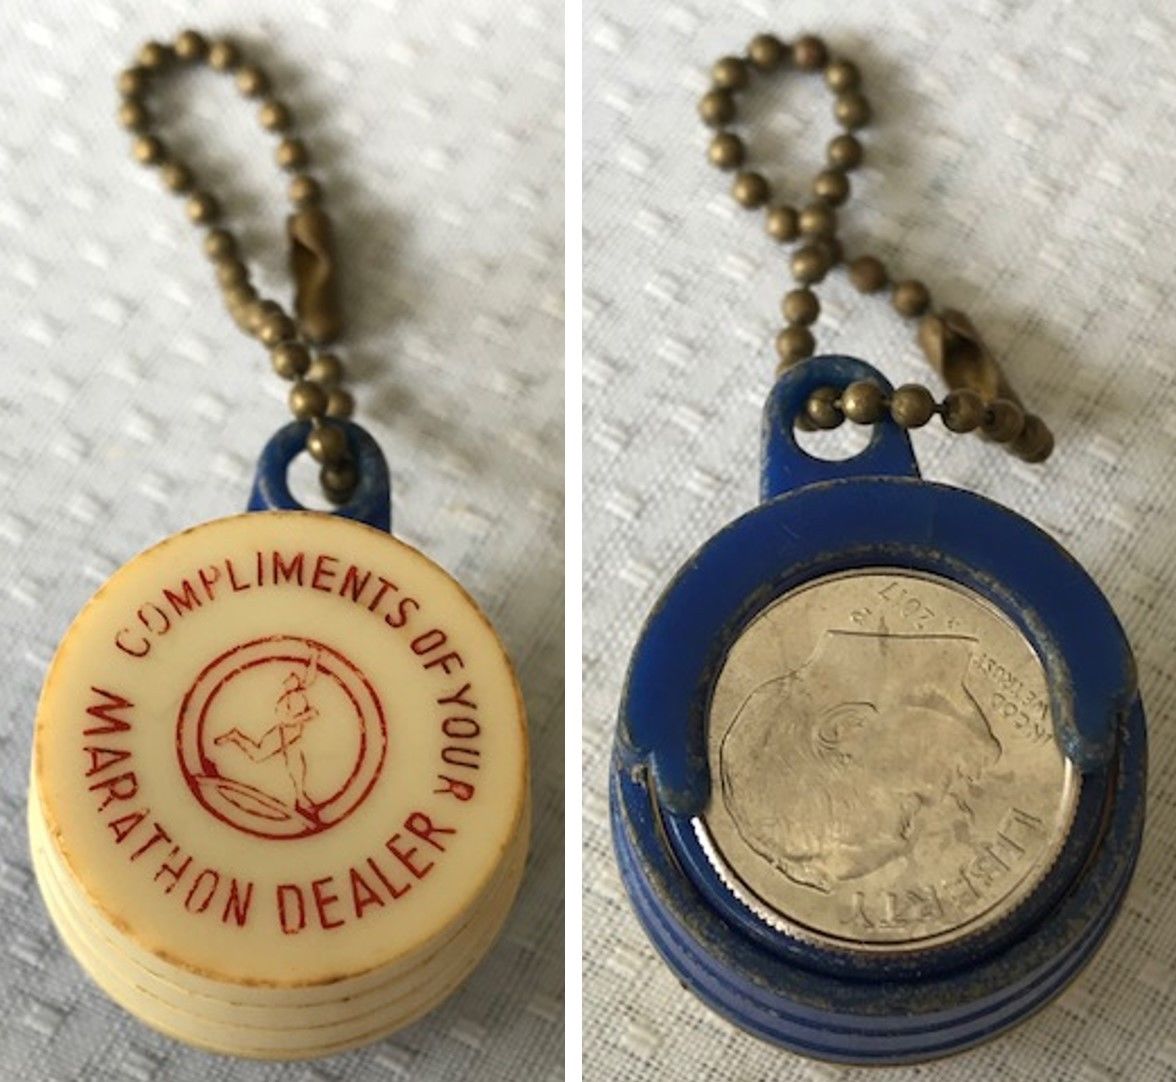 COMPLIMENTS OF YOUR
MARATHON DEALER
LIBERTY
IN GOD
WE TRUST
2017